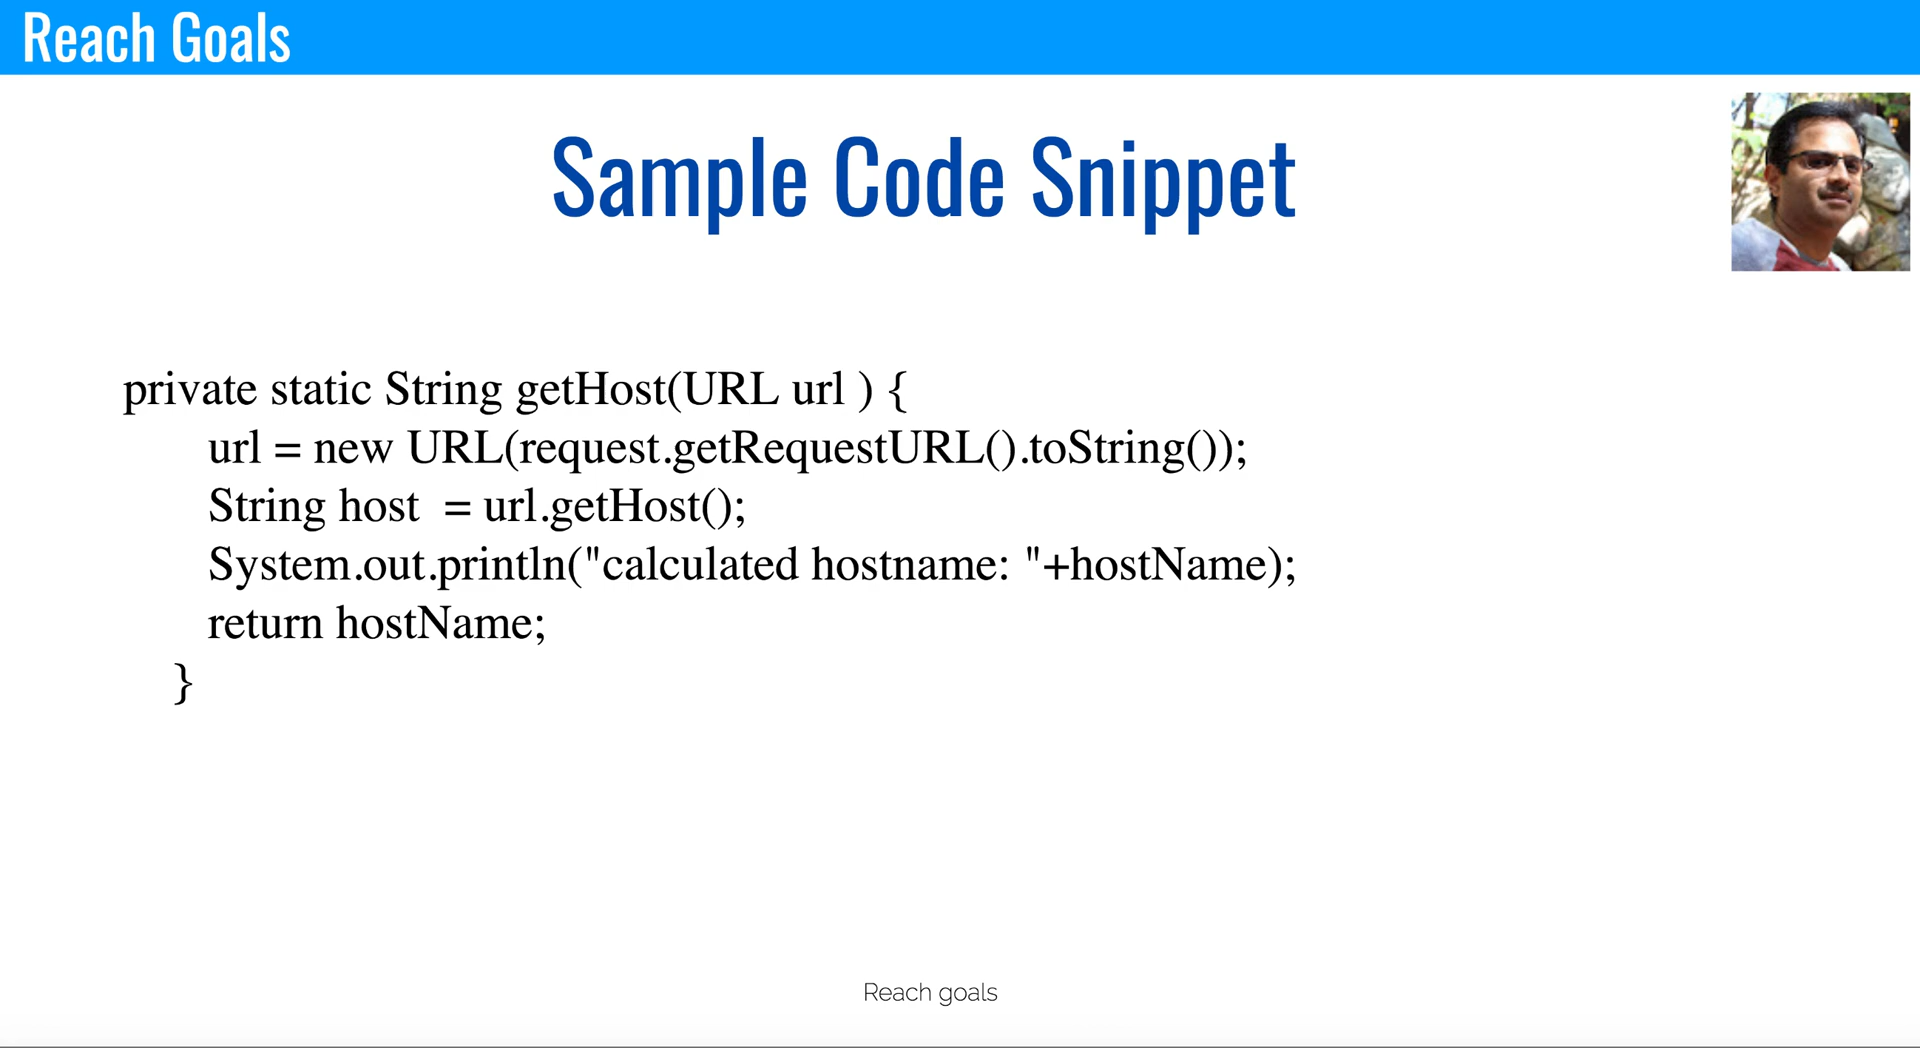 Reach Goals
Sample Code Snippet
private static String getHost(URL url ) {
url = new URL(request.getRequestURL().toString());
String host  = url.getHost();
System.out.println("calculated hostname: "+hostName);
return hostName;
}
Reach goals